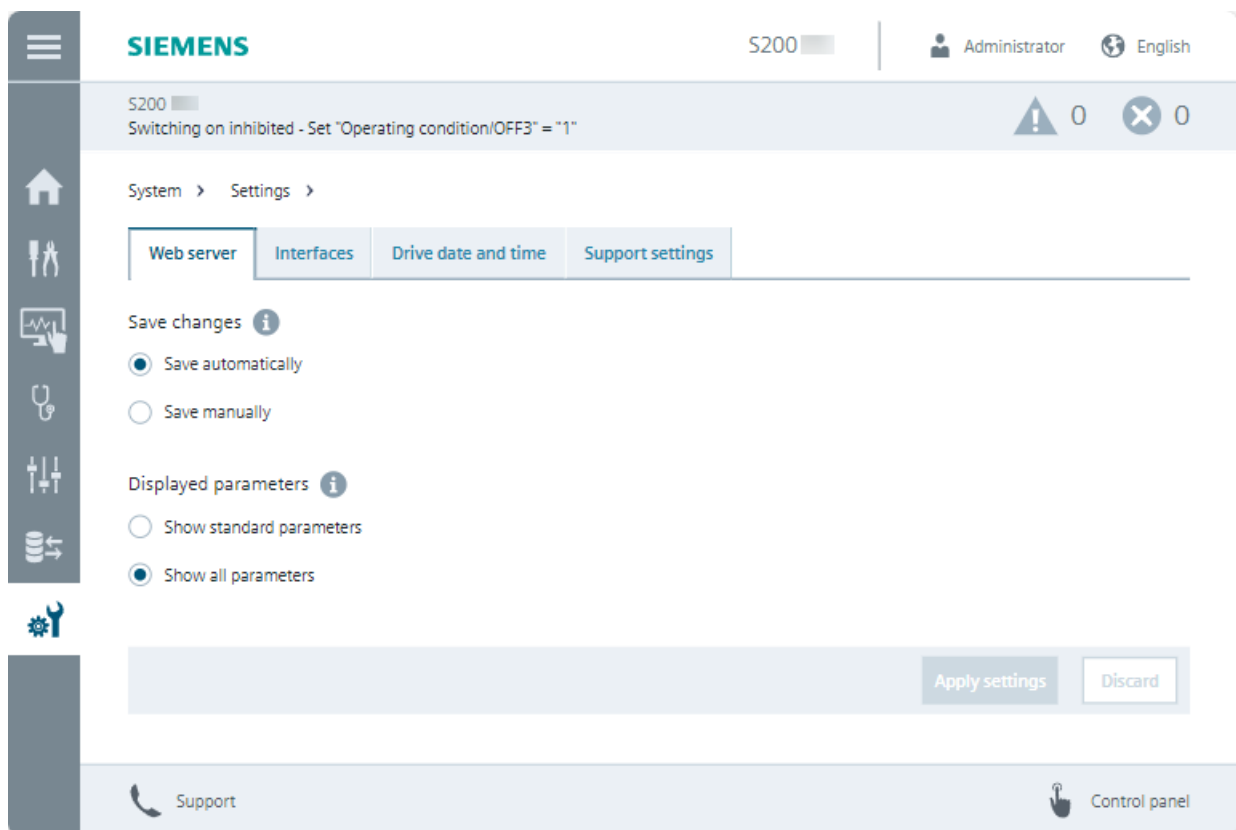 SIEMENS
S200
Administrator
English
S200
Switching on inhibited - Set "Operating condition/OFF3" = "1"
0
0
System > Settings >
Web server
Interfaces
Drive date and time
Support settings
Save changes
Save automatically
Save manually
Displayed parameters
Show standard parameters
Show all parameters
Apply settings
Discard
Support
Control panel